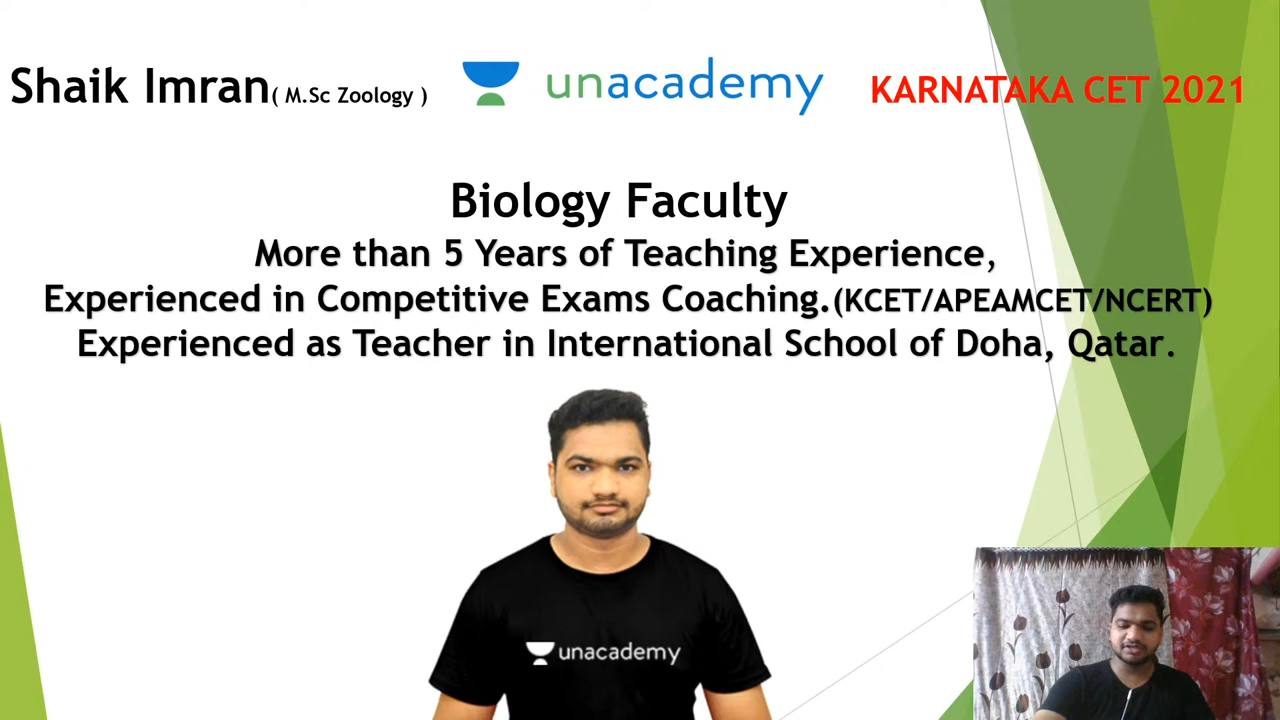 Shaik Imran( M.Sc Zoology ) unacademy KARNATAKA CET 2021
Biology Faculty
More than 5 Years of Teaching Experience,
Experienced in Competitive Exams Coaching.(KCET/APEAMCET/NCERT)
Experienced as Teacher in International School of Doha, Qatar.
unacademy